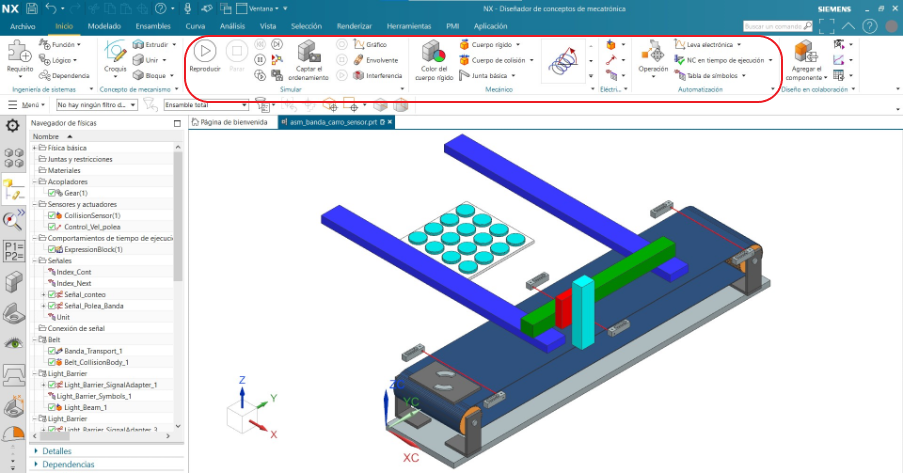 NX
Ventana
NX - Diseñador de conceptos de mecatrónica
SIEMENS
Archivo Inicio Modelado Ensambles Curva Análisis Vista Selección Renderizar Herramientas PMI Aplicación
Buscar un comando
Requisito
Función
Lógico
Dependencia
Ingeniería de sistemas
Croquis
Extrudir
Unir
Bloque
Concepto de mecanismo
Reproducir
Parar
Captar el ordenamiento
Gráfico
Envolvente
Interferencia
Simular
Color del cuerpo rígido
Cuerpo rígido
Cuerpo de colisión
Junta básica
Mecánico
Eléctri...
Operación
Leva electrónica
NC en tiempo de ejecución
Tabla de símbolos
Automatización
Agregar el componente
Diseño en colaboración
Menú
No hay ningún filtro d...
Ensamble total
Navegador de físicas
Página de bienvenida
asm_banda_carro_sensor.prt
Nombre
Física básica
Juntas y restricciones
Materiales
Acopladores
Gear(1)
Sensores y actuadores
CollisionSensor(1)
Control_Vel_polea
Comportamientos de tiempo de ejecuci
ExpressionBlock(1)
Señales
Index_Cont
Index_Next
Señal_conteo
Señal_Polea_Banda
Unit
Conexión de señal
Belt
Banda_Transport_1
Belt_CollisionBody_1
Light_Barrier
Light_Barrier_SignalAdapter_1
Light_Barrier_Symbols_1
Light_Beam_1
Light_Barrier
Light_Barrier_SignalAdapter_3
Detalles
Dependencias
P1=
P2=
Z
Y
X
Z
YC
XC